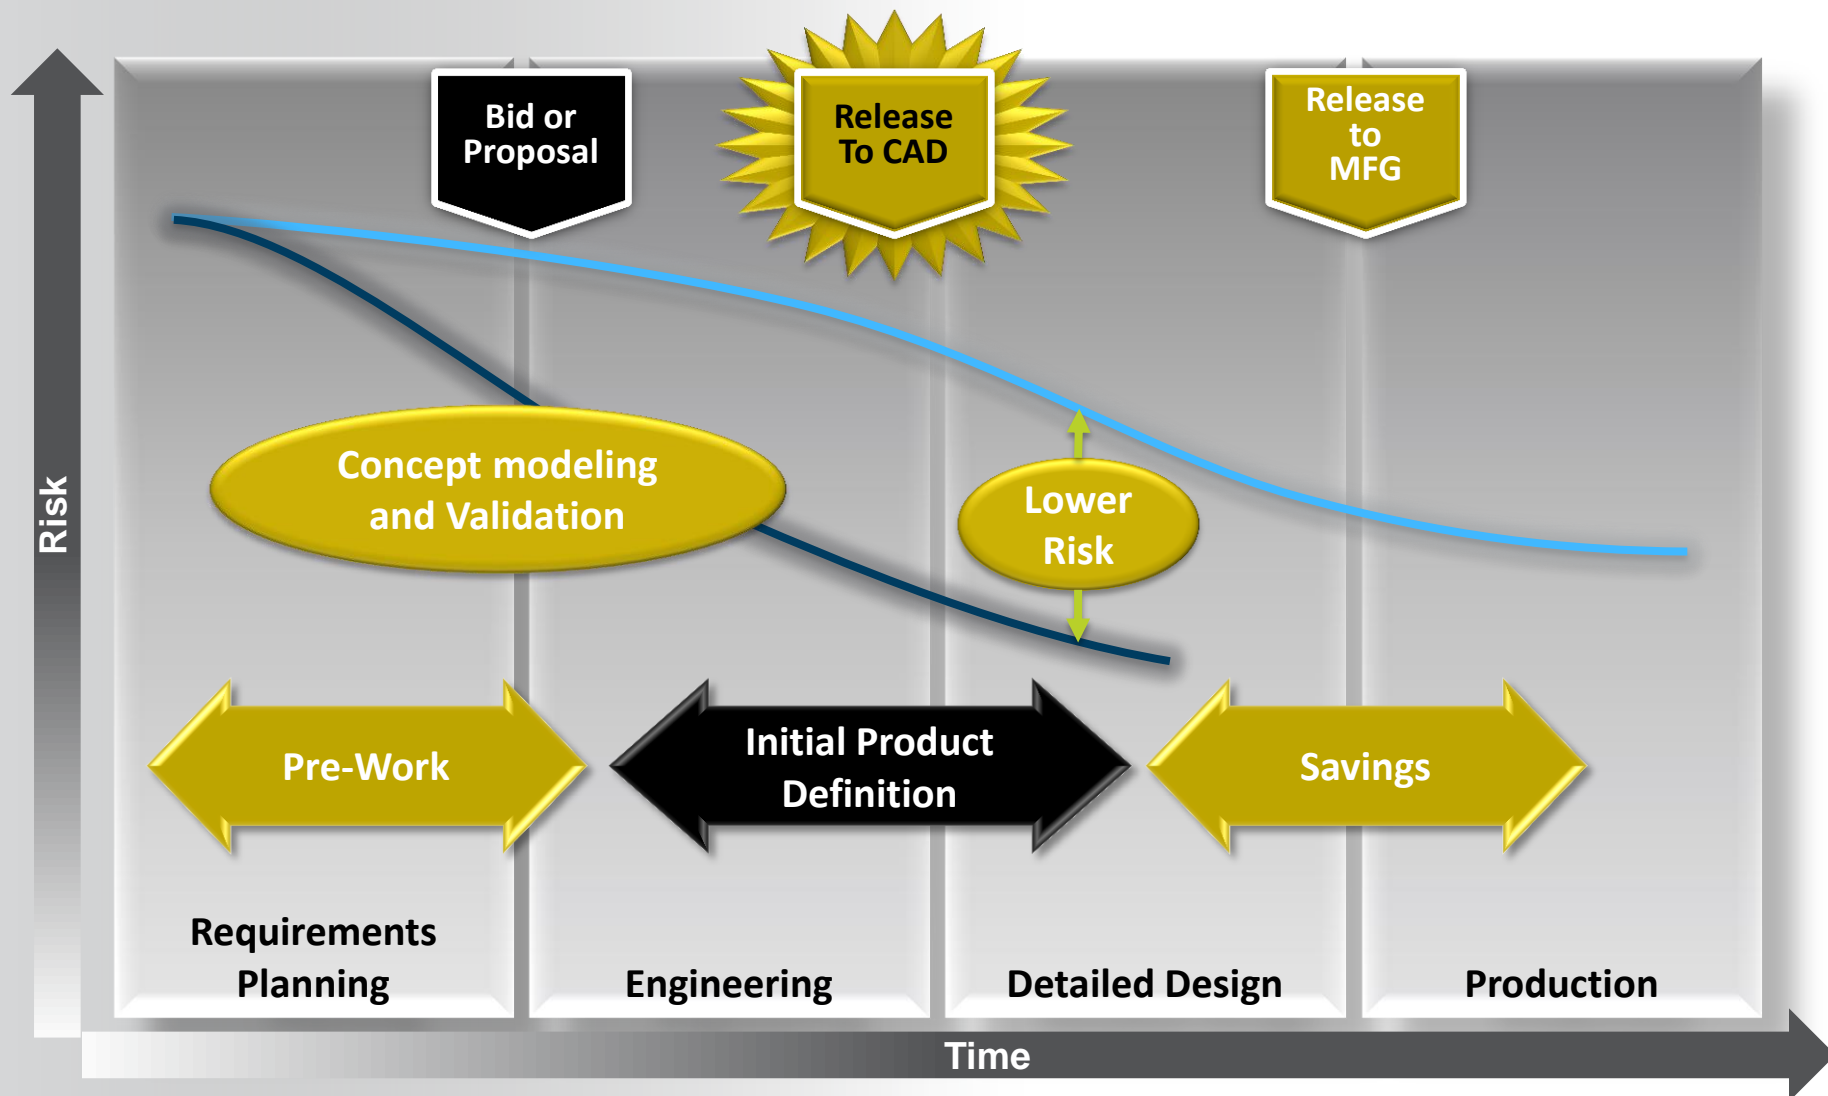 Bid or
Proposal
Release
To CAD
Release
to
MFG
Risk
Concept modeling
and Validation
Lower
Risk
Pre-Work
Initial Product
Definition
Savings
Requirements
Planning
Engineering
Detailed Design
Production
Time